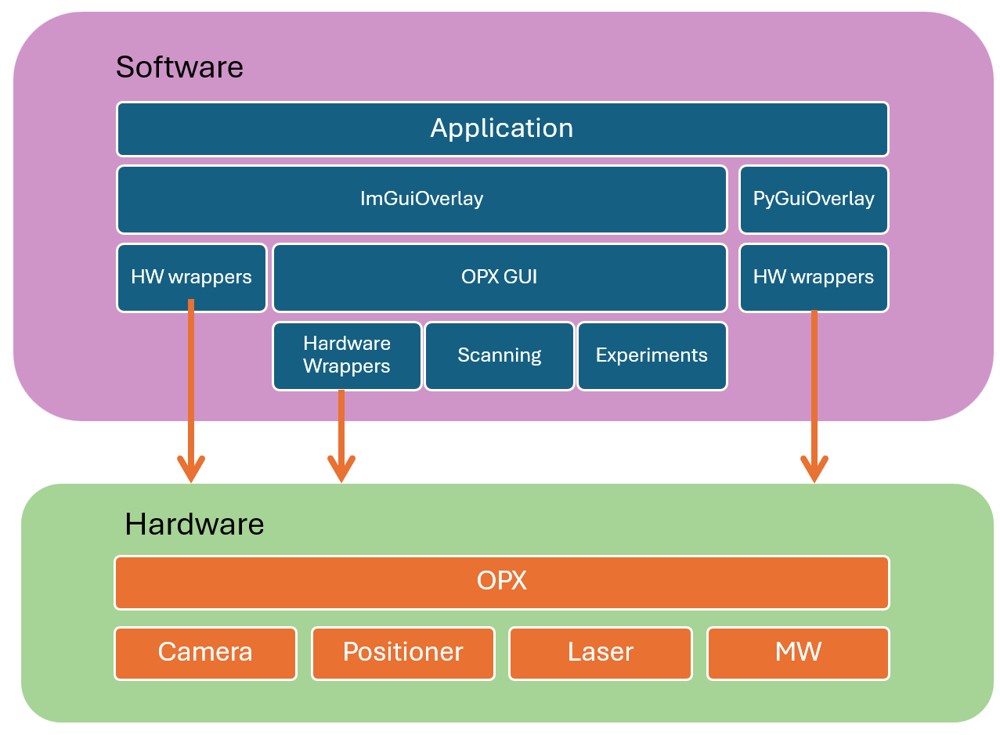 Software
Application
ImGuiOverlay
PyGuiOverlay
HW wrappers
OPX GUI
HW wrappers
Hardware
Wrappers
Scanning
Experiments
Hardware
OPX
Camera
Positioner
Laser
MW